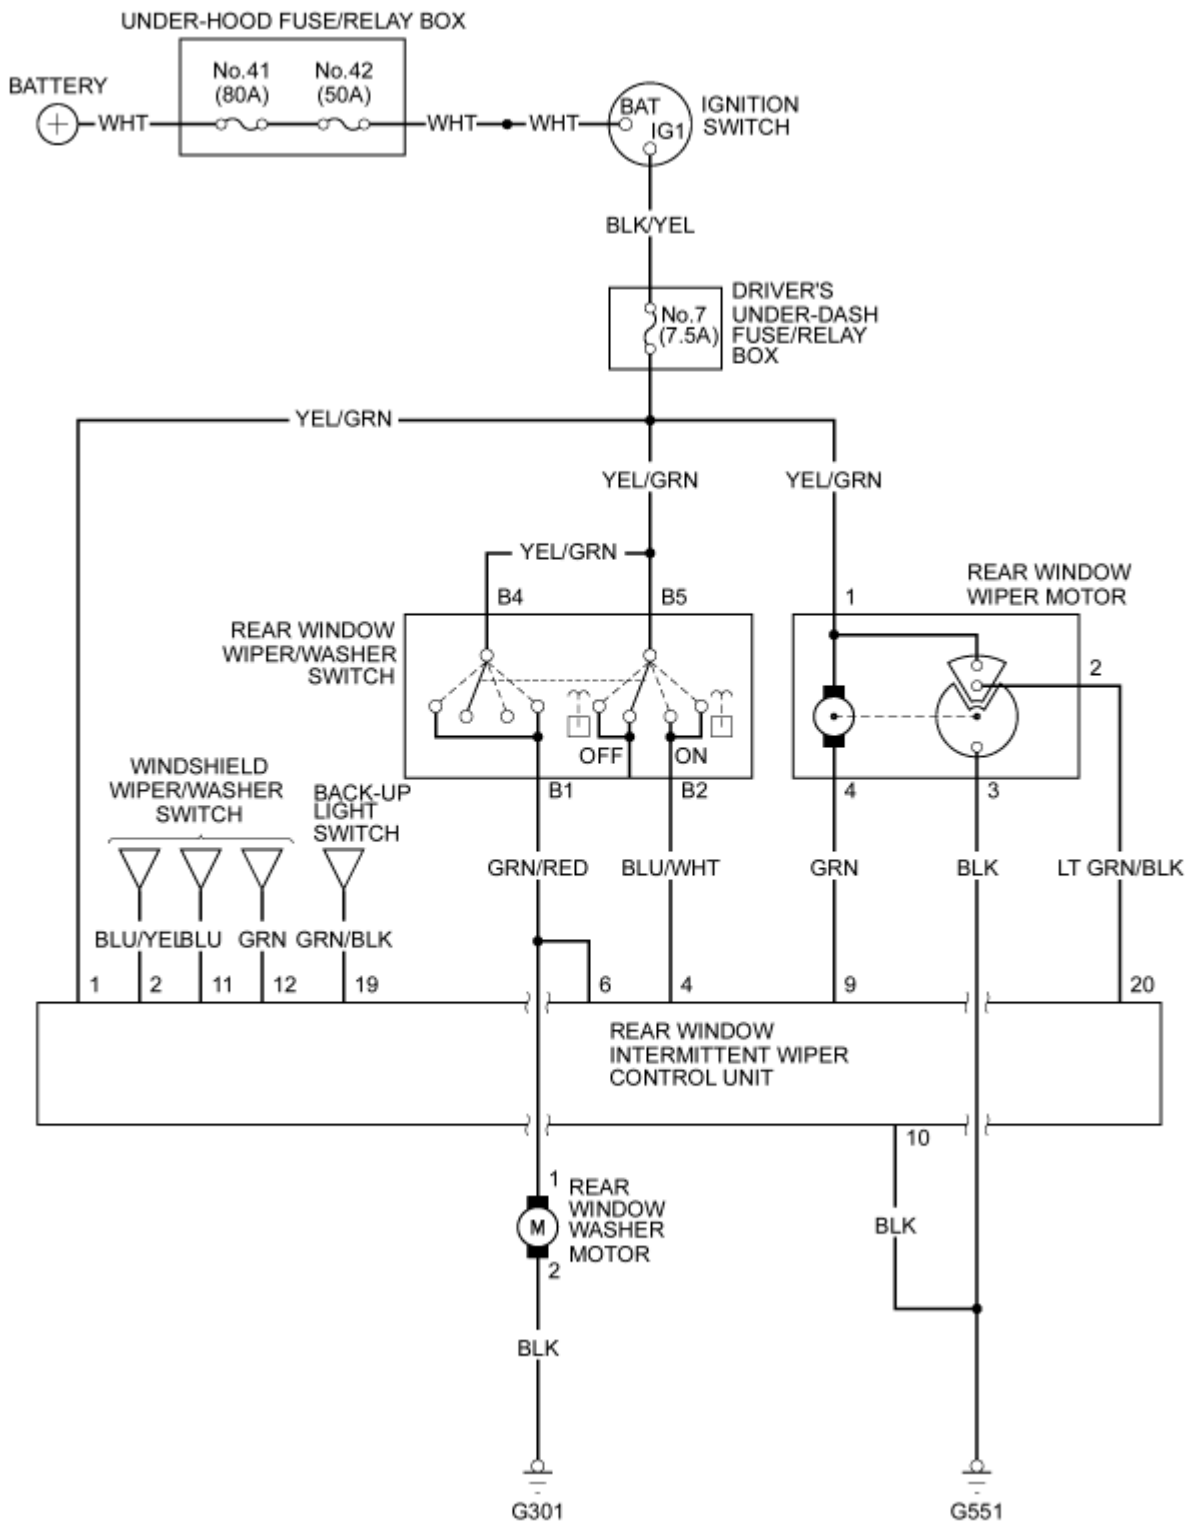 UNDER-HOOD FUSE/RELAY BOX
No.41
(80A)
No.42
(50A)
BATTERY
WHT
WHT
WHT
BAT
IG1
IGNITION
SWITCH
BLK/YEL
No.7
(7.5A)
DRIVER'S
UNDER-DASH
FUSE/RELAY
BOX
YEL/GRN
YEL/GRN
YEL/GRN
YEL/GRN
B4
B5
1
REAR WINDOW
WIPER MOTOR
REAR WINDOW
WIPER/WASHER
SWITCH
2
OFF
ON
B1
B2
4
3
WINDSHIELD
WIPER/WASHER
SWITCH
BACK-UP
LIGHT
SWITCH
GRN/RED
BLU/WHT
GRN
BLK
LT GRN/BLK
BLU/YEL
BLU
GRN
GRN/BLK
1
2
11
12
19
6
4
9
20
REAR WINDOW
INTERMITTENT WIPER
CONTROL UNIT
10
1
REAR
WINDOW
WASHER
MOTOR
M
2
BLK
BLK
G301
G551